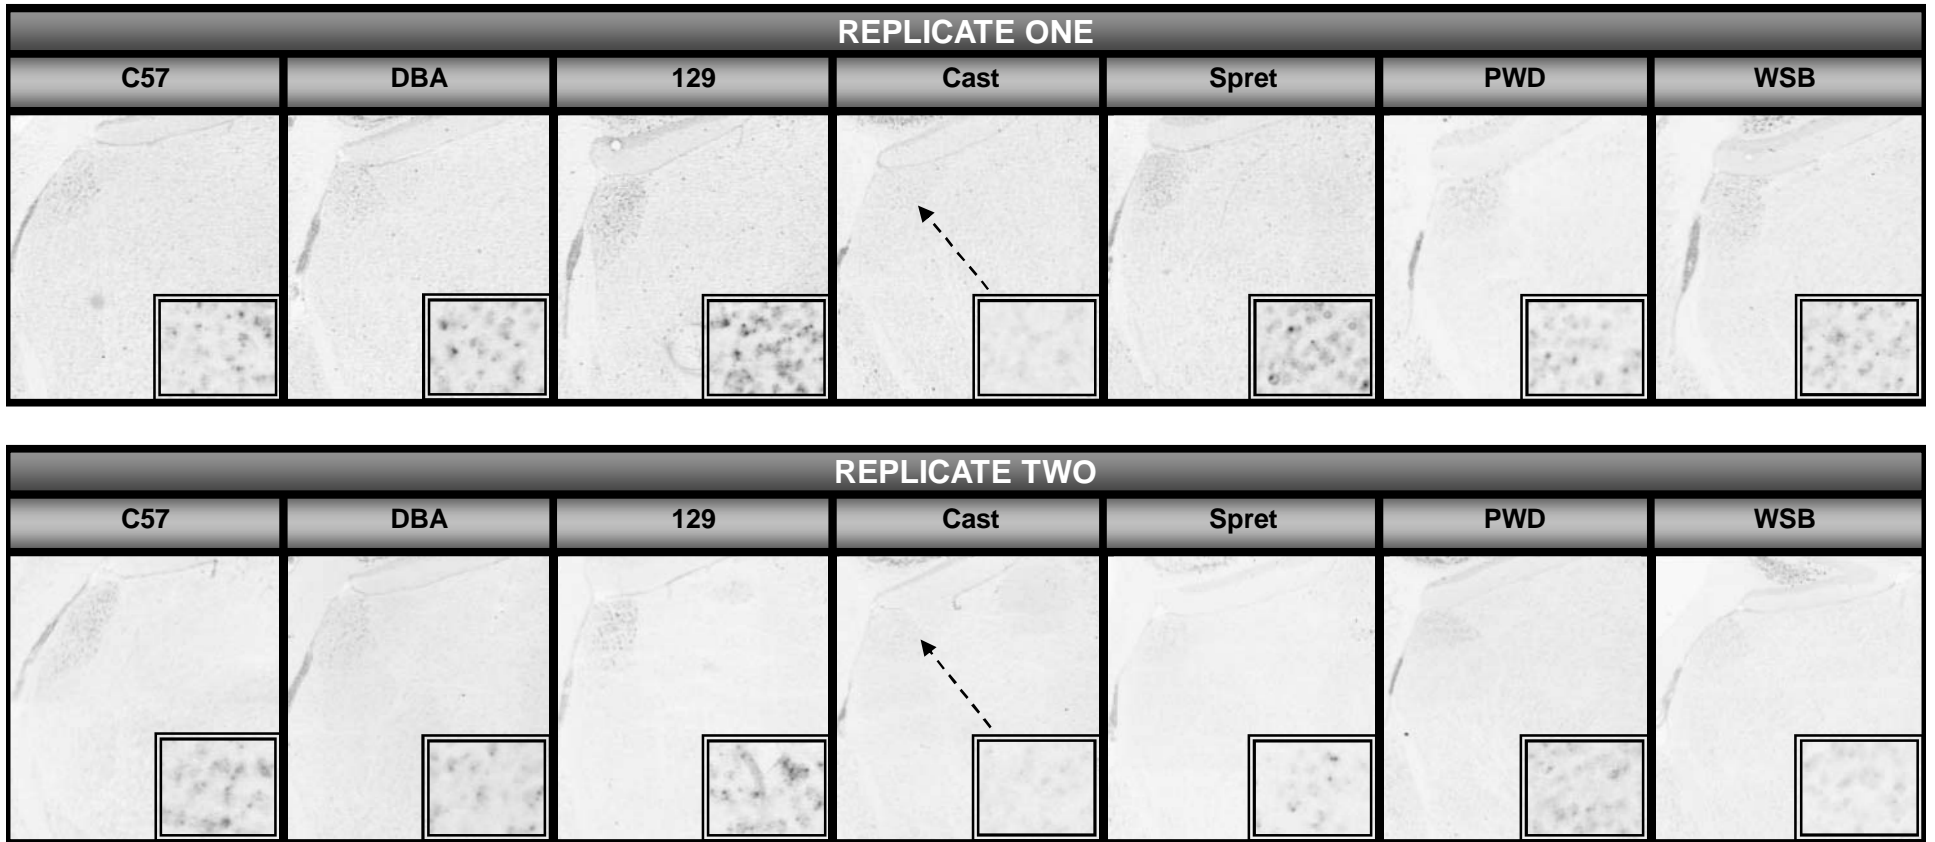 REPLICATE ONE
C57 DBA 129 Cast Spret PWD WSB
REPLICATE TWO
C57 DBA 129 Cast Spret PWD WSB